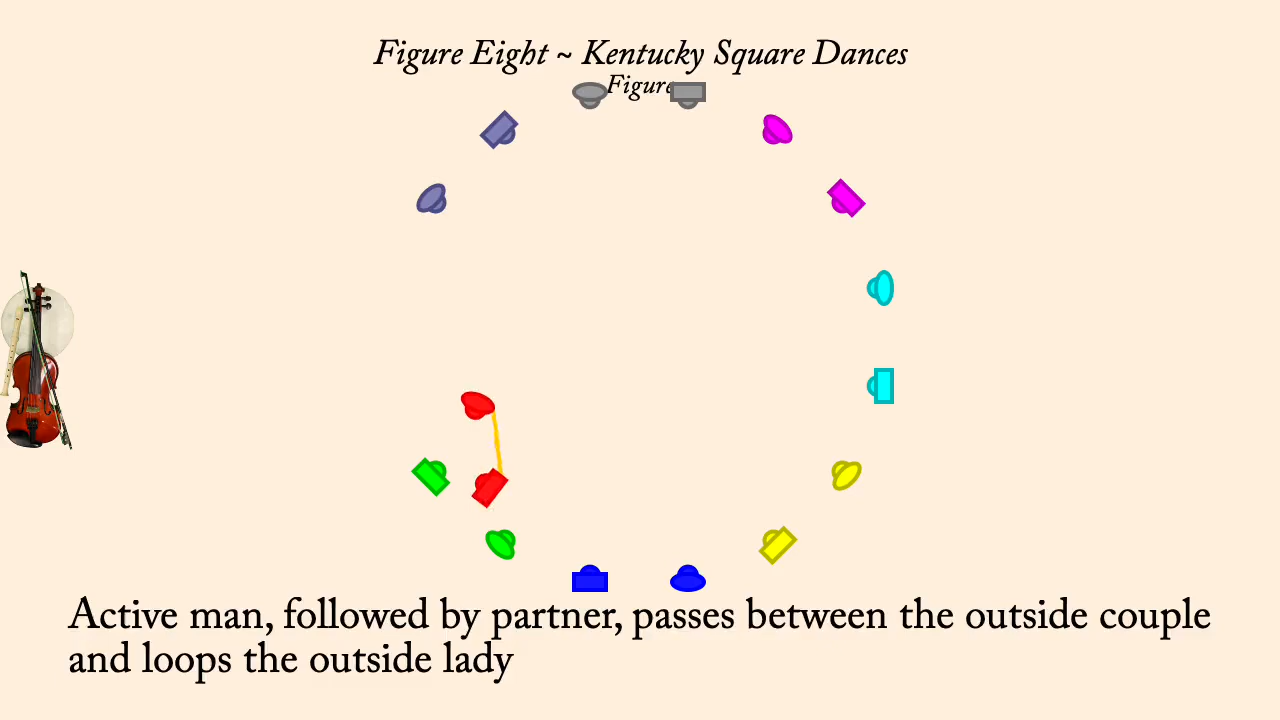 Figure Eight ~ Kentucky Square Dances
Figure
Active man, followed by partner, passes between the outside couple
and loops the outside lady